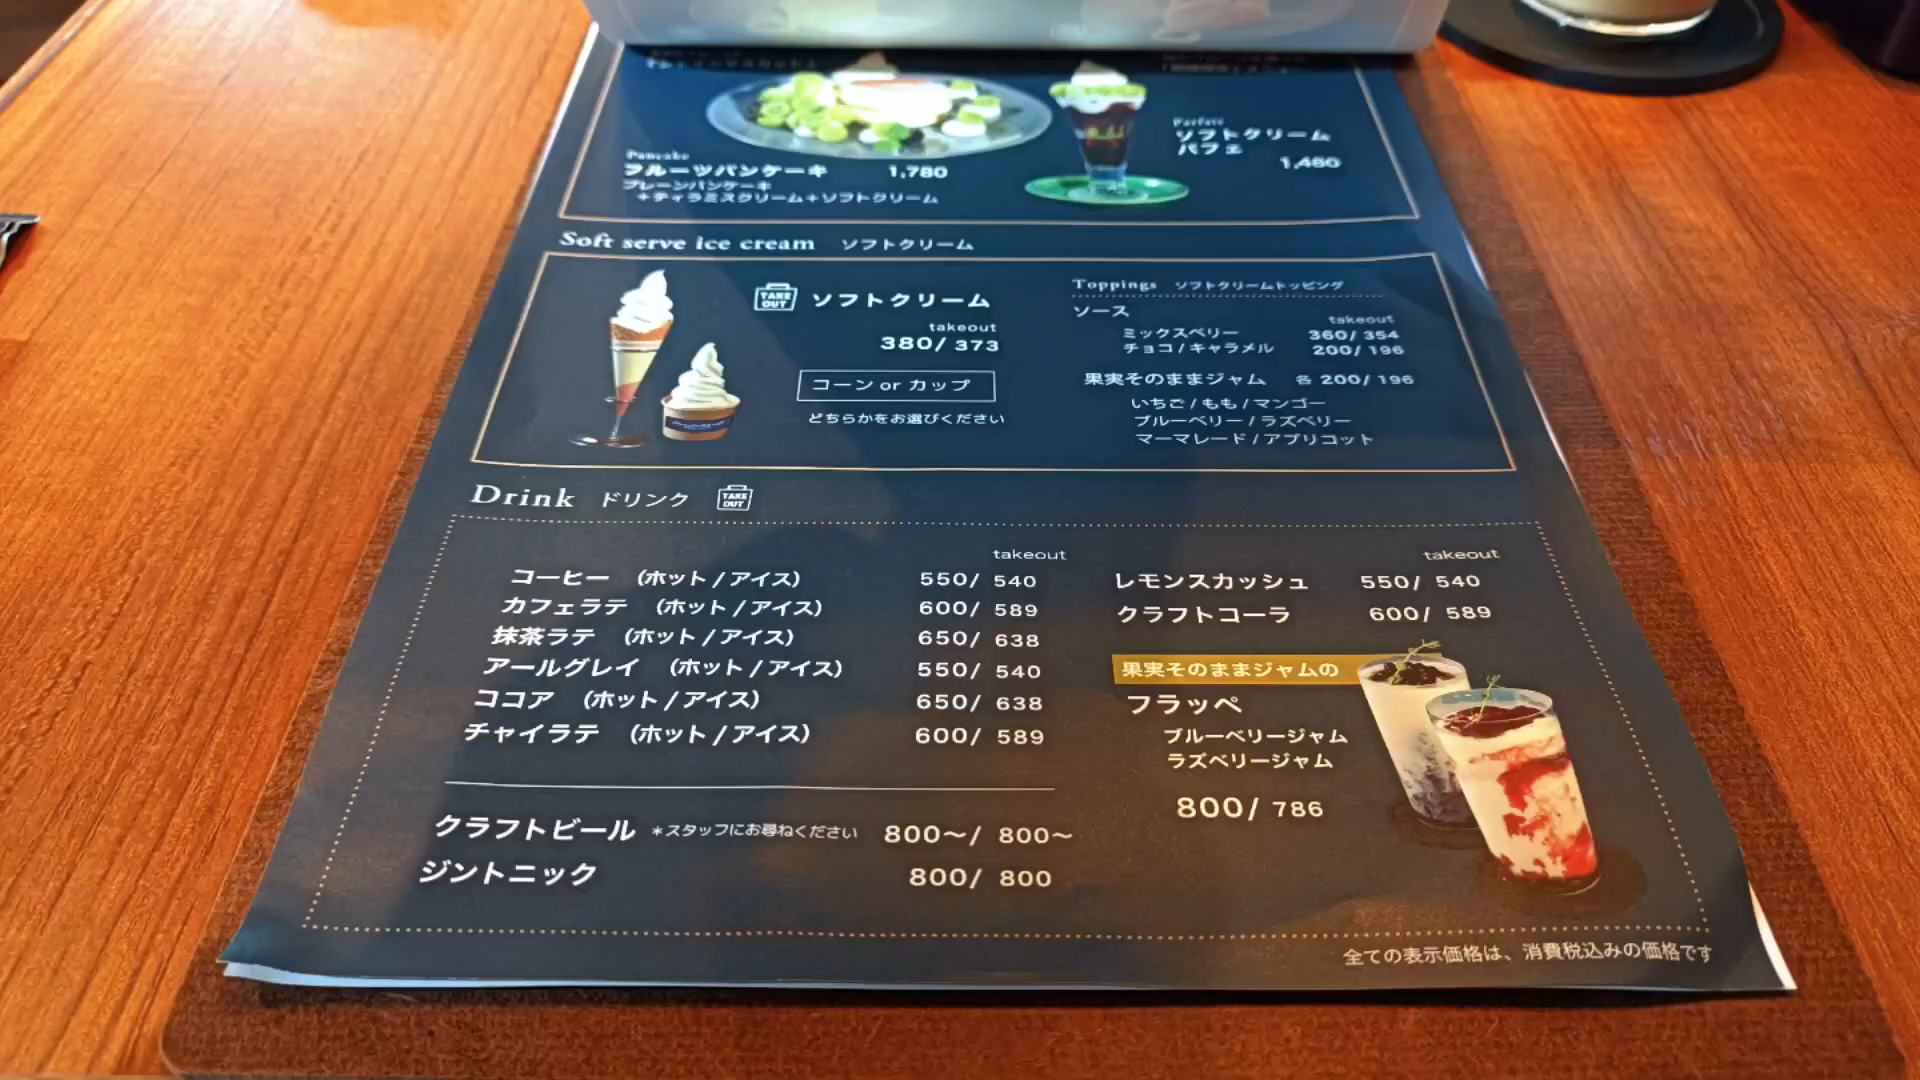 Pancake
フルーツパンケーキ 1,780
プレーンパンケーキ
+ティラミスクリーム+ソフトクリーム
Parfait
ソフトクリーム
パフェ
1,480
Soft serve ice cream ソフトクリーム
TAKE OUT ソフトクリーム
takeout
380/ 373
コーン or カップ
どちらかをお選びください
Toppings ソフトクリームトッピング
ソース
takeout
ミックスベリー 360/ 354
チョコ / キャラメル 200/ 196
果実そのままジャム 各 200/ 196
いちご / もも / マンゴー
ブルーベリー / ラズベリー
マーマレード / アプリコット
Drink ドリンク TAKE OUT
takeout
コーヒー (ホット / アイス) 550/ 540
カフェラテ (ホット / アイス) 600/ 589
抹茶ラテ (ホット / アイス) 650/ 638
アールグレイ (ホット / アイス) 550/ 540
ココア (ホット / アイス) 650/ 638
チャイラテ (ホット / アイス) 600/ 589
クラフトビール *スタッフにお尋ねください 800〜/ 800〜
ジントニック 800/ 800
takeout
レモンスカッシュ 550/ 540
クラフトコーラ 600/ 589
果実そのままジャムの
フラッペ
ブルーベリージャム
ラズベリージャム
800/ 786
全ての表示価格は、消費税込みの価格です